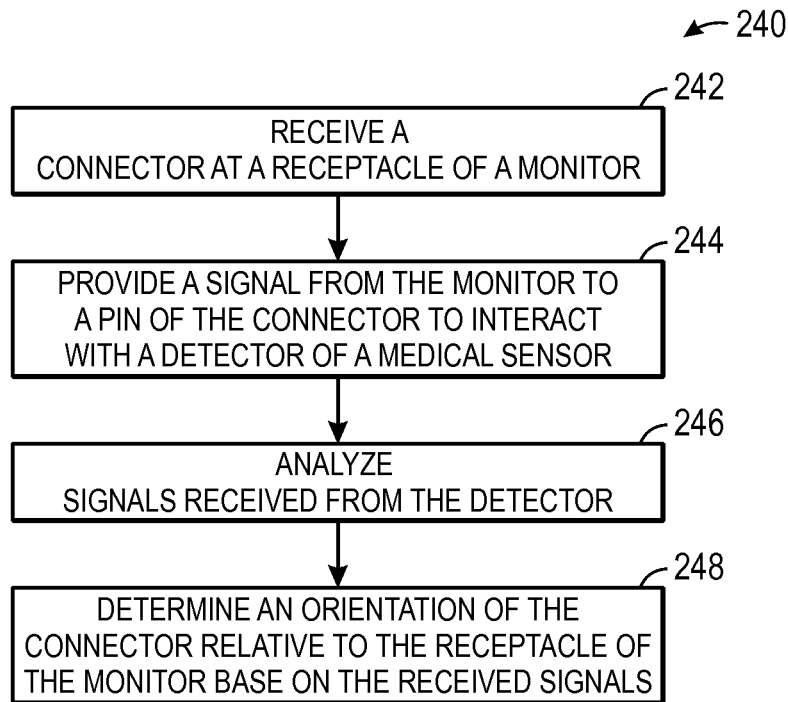 240
242
RECEIVE A
CONNECTOR AT A RECEPTACLE OF A MONITOR
244
PROVIDE A SIGNAL FROM THE MONITOR TO
A PIN OF THE CONNECTOR TO INTERACT
WITH A DETECTOR OF A MEDICAL SENSOR
246
ANALYZE
SIGNALS RECEIVED FROM THE DETECTOR
248
DETERMINE AN ORIENTATION OF THE
CONNECTOR RELATIVE TO THE RECEPTACLE OF
THE MONITOR BASE ON THE RECEIVED SIGNALS